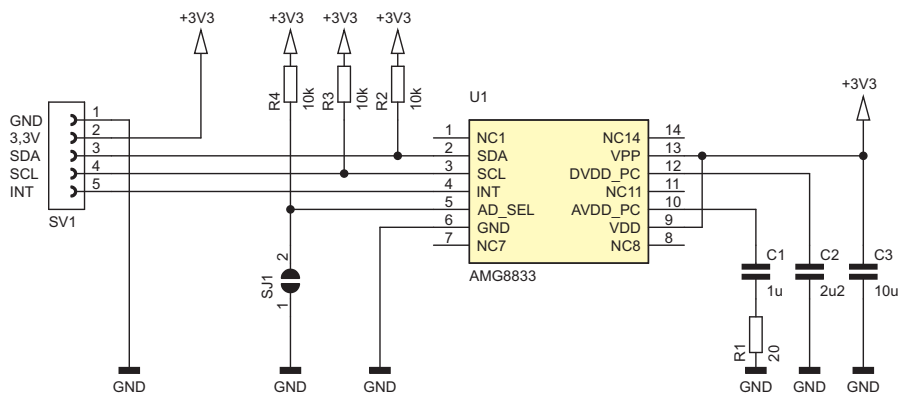 +3V3
+3V3 +3V3 +3V3
+3V3
R4 10k R3 10k R2 10k
U1
GND 1
3,3V 2
SDA 3
SCL 4
INT 5
SV1
1 NC1 NC14 14
2 SDA VPP 13
3 SCL DVDD_PC 12
4 INT NC11 11
5 AD_SEL AVDD_PC 10
6 GND VDD 9
7 NC7 NC8 8
AMG8833
2
SJ1
1
C1 C2 C3
1u 2u2 10u
R1 20
GND GND GND GND GND GND